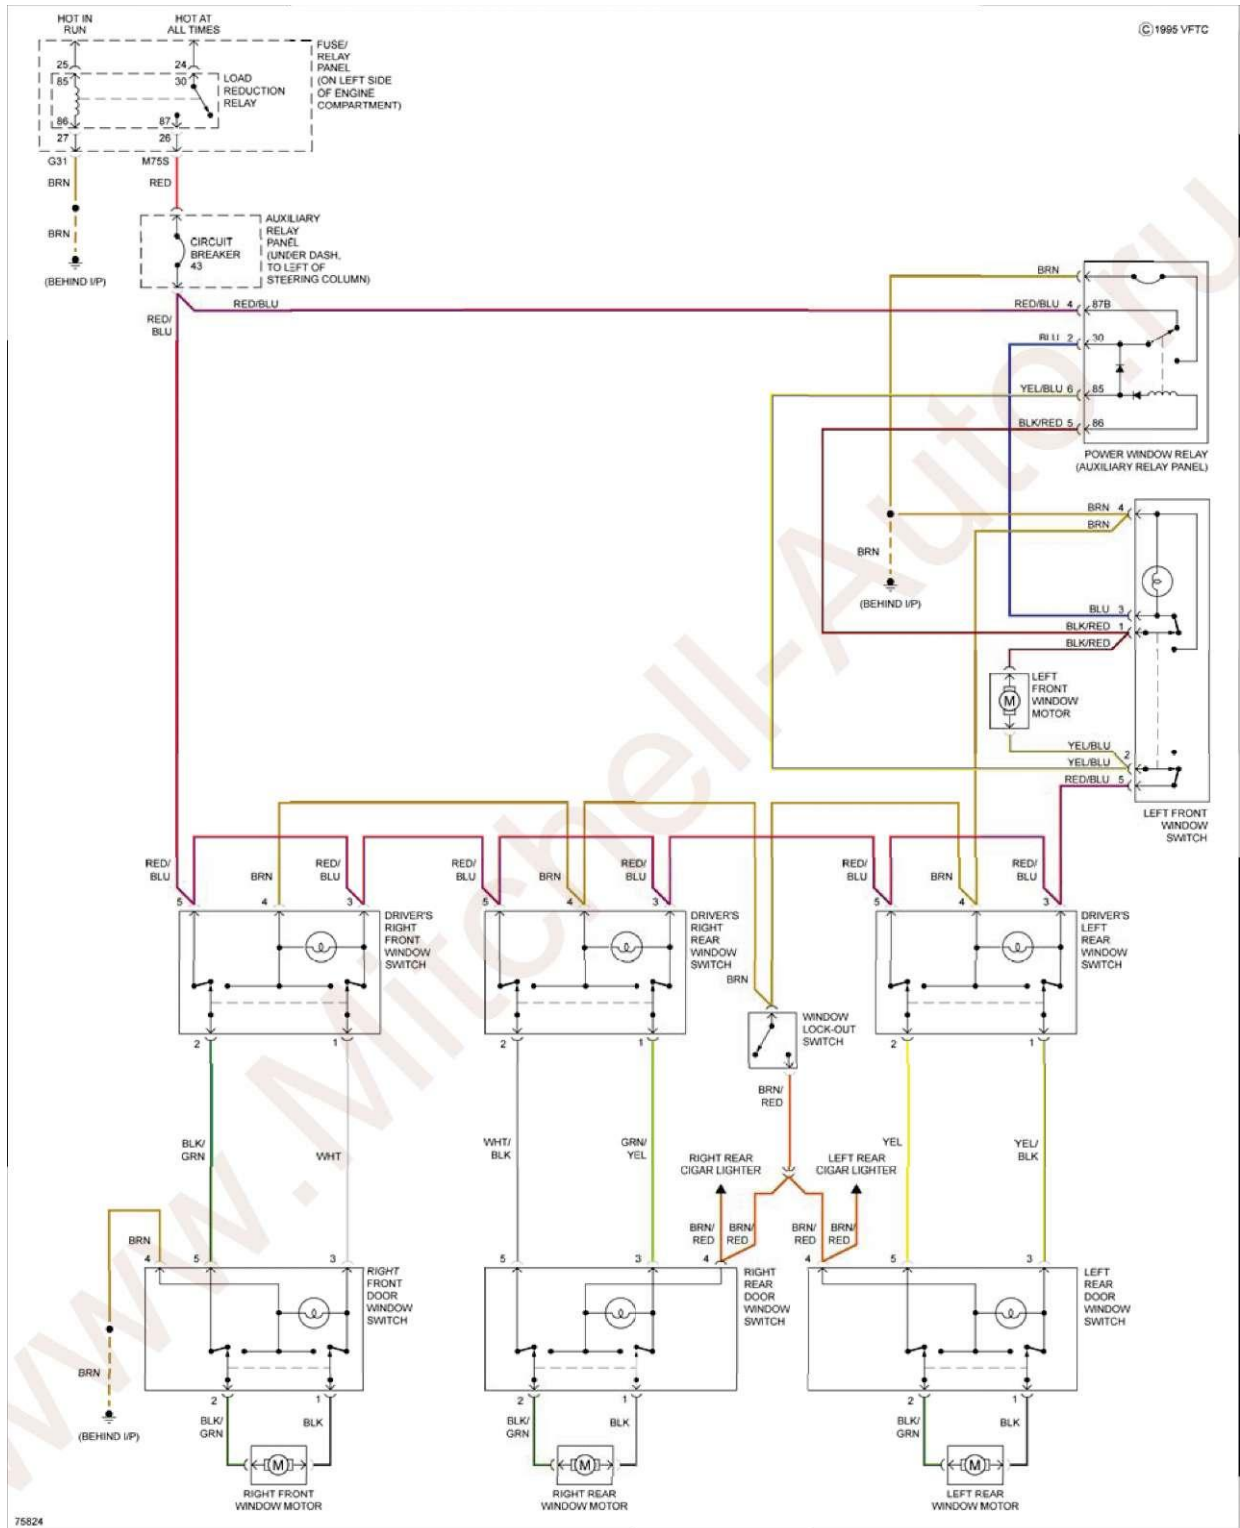 HOT IN
RUN
HOT AT
ALL TIMES
© 1995 VFTC
FUSE/
RELAY
PANEL
(ON LEFT SIDE
OF ENGINE
COMPARTMENT)
25
24
85
30
LOAD
REDUCTION
RELAY
86
87
27
26
G31
M75S
BRN
RED
BRN
(BEHIND I/P)
CIRCUIT
BREAKER
43
AUXILIARY
RELAY
PANEL
(UNDER DASH,
TO LEFT OF
STEERING COLUMN)
RED/
BLU
RED/BLU
BRN
RED/BLU 4
87B
BLU 2
30
YEL/BLU 6
85
BLK/RED 5
86
POWER WINDOW RELAY
(AUXILIARY RELAY PANEL)
BRN 4
BRN
BRN
(BEHIND I/P)
BLU 3
BLK/RED 1
BLK/RED
M
LEFT
FRONT
WINDOW
MOTOR
YEL/BLU
2
YEL/BLU
RED/BLU 5
LEFT FRONT
WINDOW
SWITCH
RED/
BLU
BRN
RED/
BLU
RED/
BLU
BRN
RED/
BLU
RED/
BLU
BRN
RED/
BLU
5
4
3
5
4
3
5
4
3
DRIVER'S
RIGHT
FRONT
WINDOW
SWITCH
DRIVER'S
RIGHT
REAR
WINDOW
SWITCH
DRIVER'S
LEFT
REAR
WINDOW
SWITCH
BRN
WINDOW
LOCK-OUT
SWITCH
2
1
2
1
2
1
BRN/
RED
BLK/
GRN
WHT
WHT/
BLK
GRN/
YEL
YEL
YEL/
BLK
RIGHT REAR
CIGAR LIGHTER
LEFT REAR
CIGAR LIGHTER
BRN/
RED
BRN/
RED
BRN/
RED
BRN/
RED
BRN
4
5
3
5
3
4
4
5
3
RIGHT
FRONT
DOOR
WINDOW
SWITCH
RIGHT
REAR
DOOR
WINDOW
SWITCH
LEFT
REAR
DOOR
WINDOW
SWITCH
BRN
(BEHIND I/P)
2
1
2
1
2
1
BLK/
GRN
BLK
BLK/
GRN
BLK
BLK/
GRN
BLK
M
M
M
RIGHT FRONT
WINDOW MOTOR
RIGHT REAR
WINDOW MOTOR
LEFT REAR
WINDOW MOTOR
75824
www.Mitchell-Auto.ru